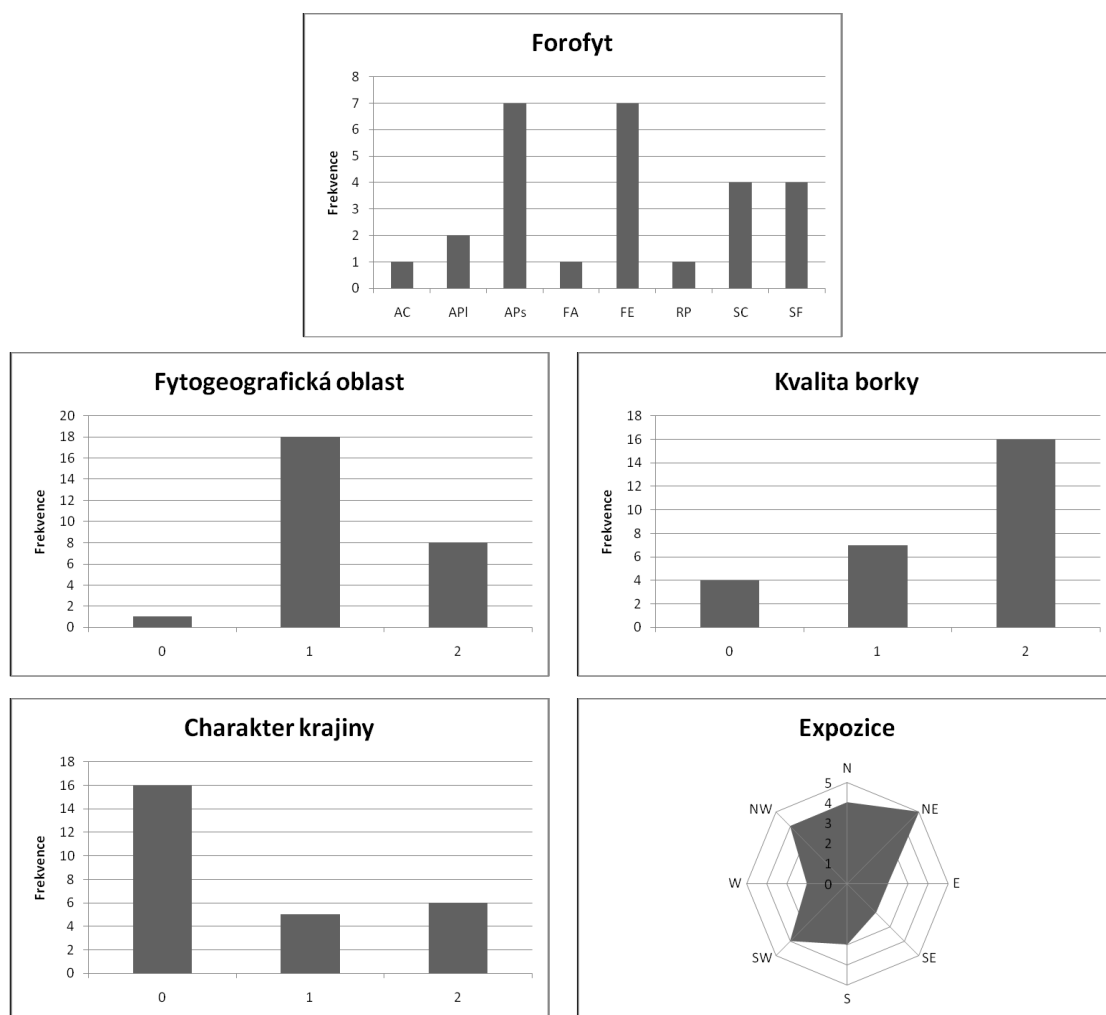 Forofyt
8
7
6
5
4
3
2
1
0
Frekvence
AC APl APs FA FE RP SC SF
Fytogeografická oblast
20
18
16
14
12
10
8
6
4
2
0
Frekvence
0 1 2
Kvalita borky
18
16
14
12
10
8
6
4
2
0
Frekvence
0 1 2
Charakter krajiny
18
16
14
12
10
8
6
4
2
0
Frekvence
0 1 2
Expozice
N
5
NW NE
4
3
2
1
W 0 E
SW SE
S